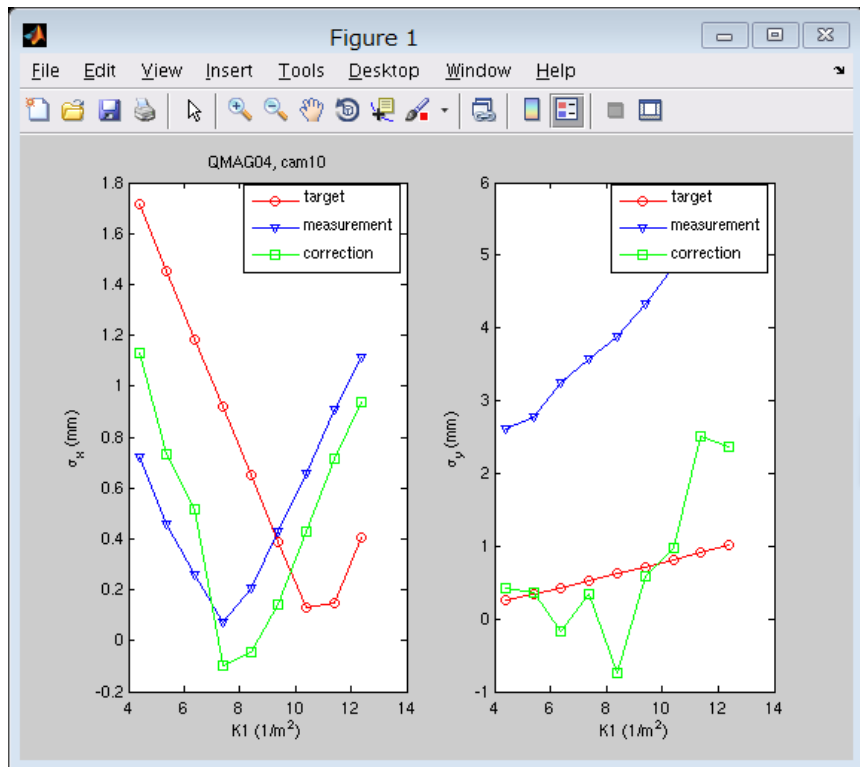 Figure 1
File Edit View Insert Tools Desktop Window Help
QMAG04, cam10
1.8
1.6
1.4
1.2
1
0.8
0.6
0.4
0.2
0
-0.2
σx (mm)
4 6 8 10 12 14
K1 (1/m²)
target
measurement
correction
6
5
4
3
2
1
0
-1
σy (mm)
4 6 8 10 12 14
K1 (1/m²)
target
measurement
correction